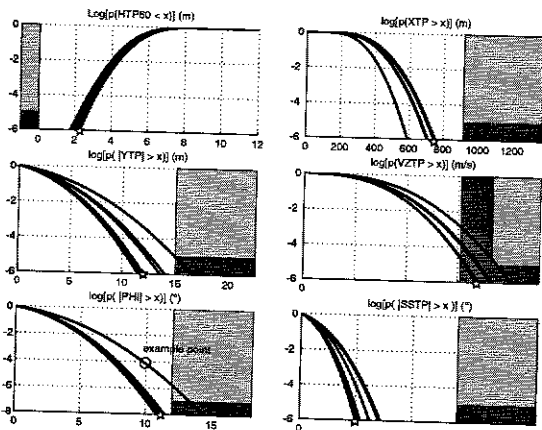 Log[p(HTP60 < x)] (m)
log[p(XTP > x)] (m)
0
-2
-4
-6
0 2 4 6 8 10 12
0
-2
-4
-6
0 200 400 600 800 1000 1200
log[p( |YTP| > x)] (m)
log[p(VZTP > x)] (m/s)
0
-2
-4
-6
0 5 10 15 20
0
-2
-4
-6
0
log[p( |PHI| > x)] (°)
log[p( |SSTP| > x )] (°)
0
-2
-4
-6
-8
0 5 10 15
example point
0
-2
-4
-6
0